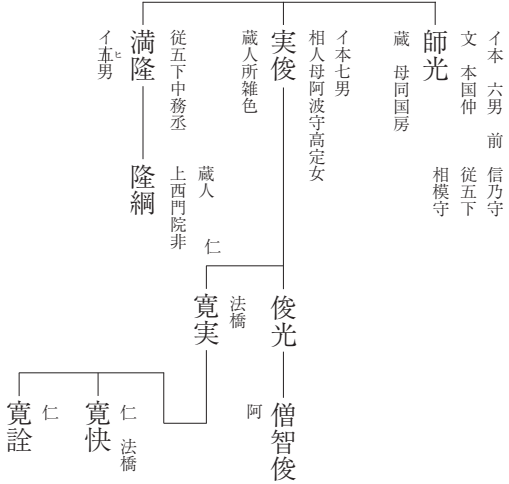 イ本　六男　前　信乃守
文　本国仲　従五下
蔵　母同国房　相模守
師光
イ本七男
相人母阿波守高定女
実俊
蔵人所雑色
従五下中務丞
満隆
イ五男
ヒ
蔵人
上西門院非
隆綱
俊光
仁
法橋
寛実
僧智俊
阿
仁　法橋
寛快
仁
寛詮